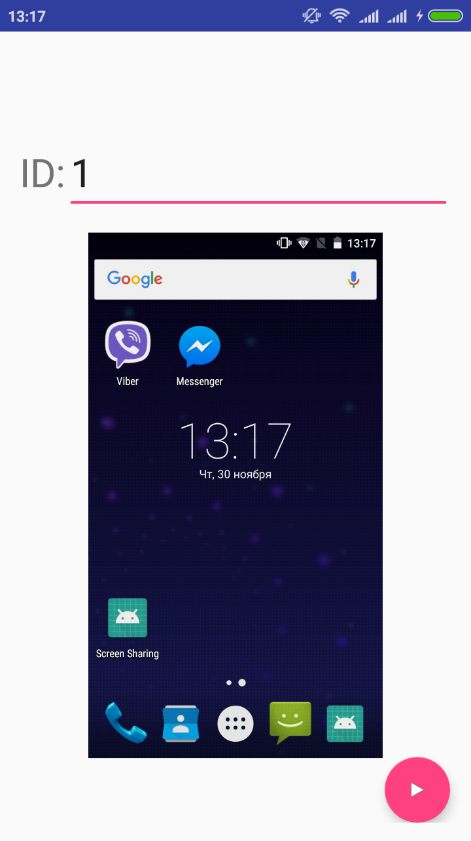 13:17
ID: 1
13:17
Google
Viber Messenger
13:17
Чт, 30 ноября
Screen Sharing